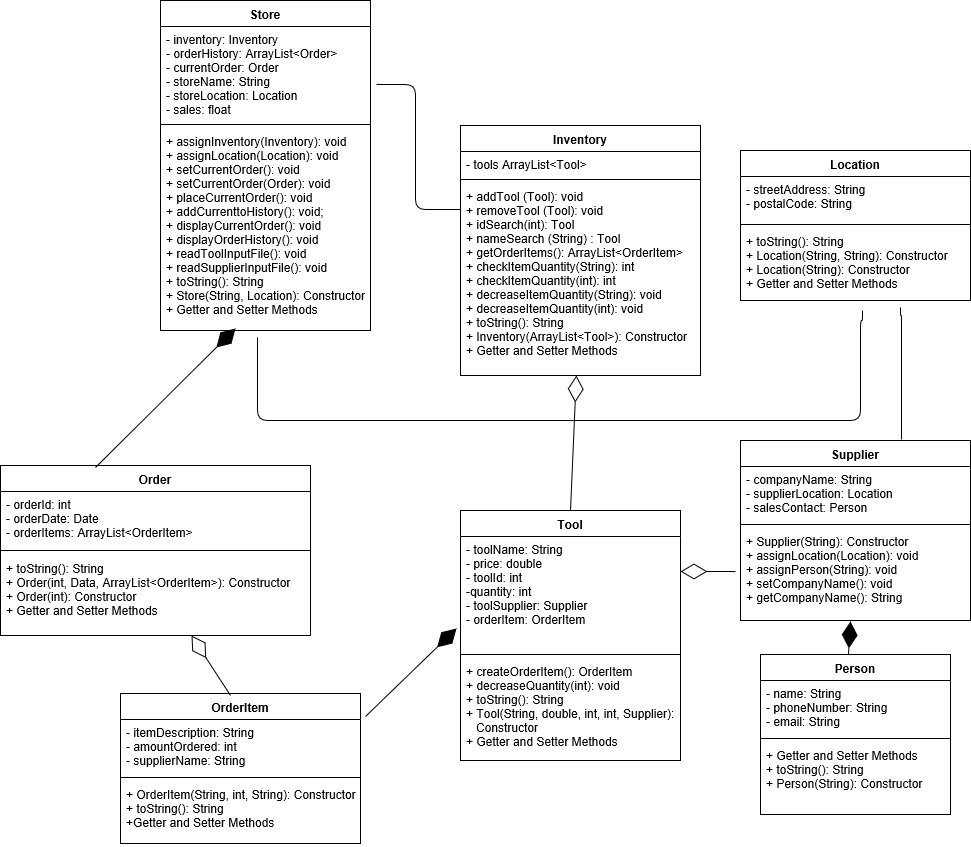 Store
- inventory: Inventory
- orderHistory: ArrayList<Order>
- currentOrder: Order
- storeName: String
- storeLocation: Location
- sales: float
+ assignInventory(Inventory): void
+ assignLocation(Location): void
+ setCurrentOrder(): void
+ setCurrentOrder(Order): void
+ placeCurrentOrder(): void
+ addCurrenttoHistory(): void;
+ displayCurrentOrder(): void
+ displayOrderHistory(): void
+ readToolInputFile(): void
+ readSupplierInputFile(): void
+ toString(): String
+ Store(String, Location): Constructor
+ Getter and Setter Methods
Inventory
- tools ArrayList<Tool>
+ addTool (Tool): void
+ removeTool (Tool): void
+ idSearch(int): Tool
+ nameSearch (String) : Tool
+ getOrderItems(): ArrayList<OrderItem>
+ checkItemQuantity(String): int
+ checkItemQuantity(int): int
+ decreaseItemQuantity(String): void
+ decreaseItemQuantity(int): void
+ toString(): String
+ Inventory(ArrayList<Tool>): Constructor
+ Getter and Setter Methods
Location
- streetAddress: String
- postalCode: String
+ toString(): String
+ Location(String, String): Constructor
+ Location(String): Constructor
+ Getter and Setter Methods
Order
- orderId: int
- orderDate: Date
- orderItems: ArrayList<OrderItem>
+ toString(): String
+ Order(int, Data, ArrayList<OrderItem>): Constructor
+ Order(int): Constructor
+ Getter and Setter Methods
Tool
- toolName: String
- price: double
- toolId: int
-quantity: int
- toolSupplier: Supplier
- orderItem: OrderItem
+ createOrderItem(): OrderItem
+ decreaseQuantity(int): void
+ toString(): String
+ Tool(String, double, int, int, Supplier):
Constructor
+ Getter and Setter Methods
Supplier
- companyName: String
- supplierLocation: Location
- salesContact: Person
+ Supplier(String): Constructor
+ assignLocation(Location): void
+ assignPerson(String): void
+ setCompanyName(): void
+ getCompanyName(): String
OrderItem
- itemDescription: String
- amountOrdered: int
- supplierName: String
+ OrderItem(String, int, String): Constructor
+ toString(): String
+Getter and Setter Methods
Person
- name: String
- phoneNumber: String
- email: String
+ Getter and Setter Methods
+ toString(): String
+ Person(String): Constructor